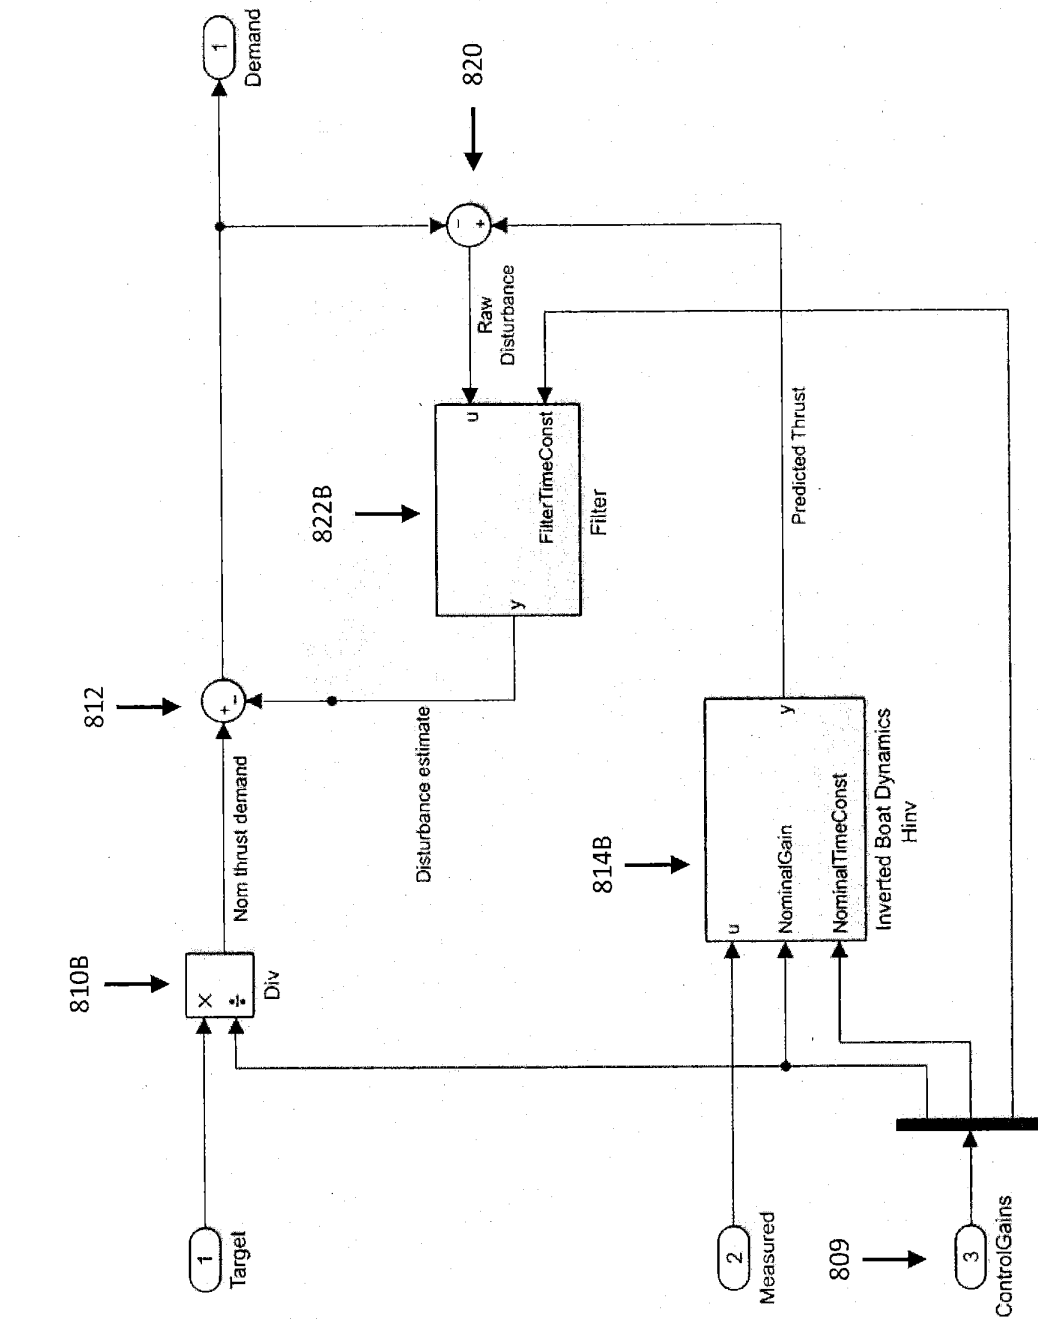 1
Demand
820
812
Nom thrust demand
+
-
-
+
Raw
Disturbance
822B
u
FilterTimeConst
y
Filter
Disturbance estimate
Predicted Thrust
810B
×
÷
Div
814B
u
NominalGain
NominalTimeConst
y
Inverted Boat Dynamics
Hinv
1
Target
2
Measured
809
3
ControlGains